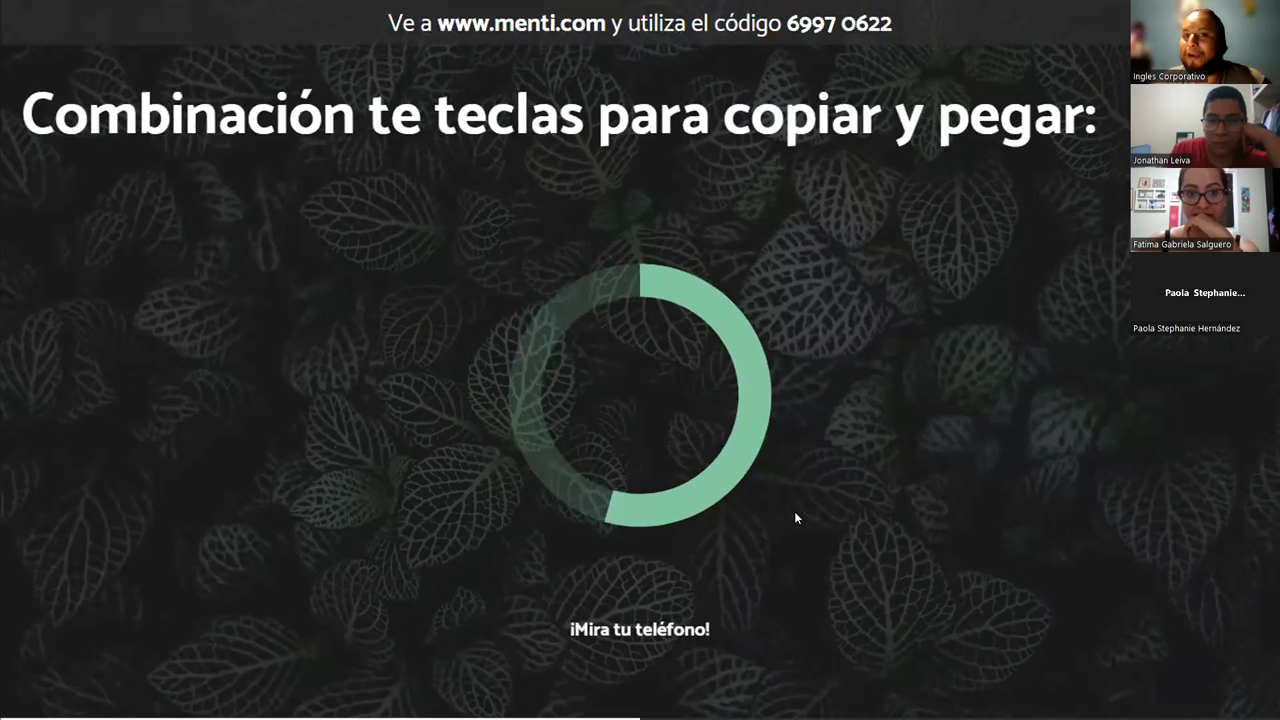 Ve a www.menti.com y utiliza el código 6997 0622
Combinación te teclas para copiar y pegar:
¡Mira tu teléfono!
Ingles Corporativo
Jonathan Leiva
Fatima Gabriela Salguero
Paola Stephanie...
Paola Stephanie Hernández